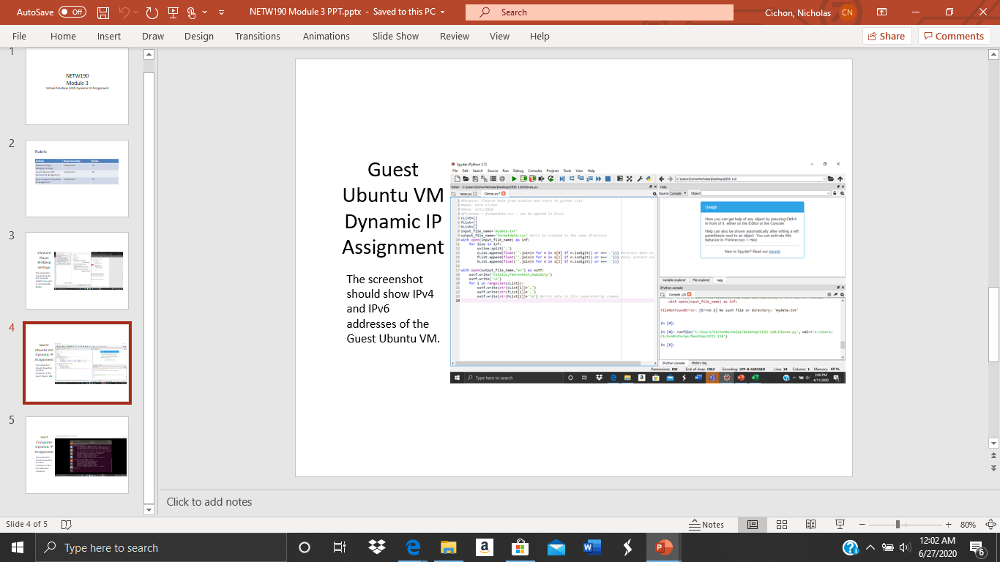 AutoSave Off NETW190 Module 3 PPT.pptx - Saved to this PC Search Cichon, Nicholas CN
File Home Insert Draw Design Transitions Animations Slide Show Review View Help Share Comments
1
NETW190
Module 3
Virtual Machine (VM) Dynamic IP Assignment
2
Rubric
3
VMware
Player
Bridging
Settings
4
Guest
Ubuntu VM
Dynamic IP
Assignment
5
Host
Computer
Dynamic IP
Assignment
Guest
Ubuntu VM
Dynamic IP
Assignment
The screenshot
should show IPv4
and IPv6
addresses of the
Guest Ubuntu VM.
Spyder (Python 3.7)
File Edit Search Source Run Debug Consoles Projects Tools View Help
C:\Users\CichonNicholas\Desktop\CEIS 110
Editor - C:\Users\CichonNicholas\Desktop\CEIS 110\Clense.py
temp.py Clense.py*
1 #Purpose: Cleanse data from Arduino and store in python list
2 #Name: Nick Cichon
3 #Date: 4/11/2020
4 #filename = formatdata.csv - can be opened in Excel
5 cList=[]
6 fList=[]
7 hList=[]
8 input_file_name='mydata.txt'
9 output_file_name='formatdata.csv' #will be created in the same directory
10 with open(input_file_name) as inf:
11 for line in inf:
12 s=line.split(',')
13 cList.append(float(''.join(n for n in s[0] if n.isdigit() or n=='.'))) #extract data to
14 fList.append(float(''.join(n for n in s[1] if n.isdigit() or n=='.'))) #only extract num
15 hList.append(float(''.join(n for n in s[2] if n.isdigit() or n=='.')))
16
17 with open(output_file_name,"w+") as outf:
18 outf.write('Celsius,Fahrenheit,Humidity')
19 outf.write('\n')
20 for i in range(len(cList)):
21 outf.write(str(cList[i])+',')
22 outf.write(str(fList[i])+',')
23 outf.write(str(hList[i])+'\n') #print data to file separated by commas
24
Help
Source Console Object
Usage
Here you can get help of any object by pressing Ctrl+I
in front of it, either on the Editor or the Console.
Help can also be shown automatically after writing a left
parenthesis next to an object. You can activate this
behavior in Preferences > Help.
New to Spyder? Read our tutorial
Variable explorer File explorer Help
IPython console
Console 1/A
with open(input_file_name) as inf:
FileNotFoundError: [Errno 2] No such file or directory: 'mydata.txt'
In [4]:
In [4]: runfile('C:/Users/CichonNicholas/Desktop/CEIS 110/Clense.py', wdir='C:/Users/
CichonNicholas/Desktop/CEIS 110')
In [5]:
IPython console History log
Permissions: RW End-of-lines: CRLF Encoding: UTF-8-GUESSED Line: 24 Column: 1 Memory: 69 %
Type here to search
2:06 PM
4/11/2020
Click to add notes
Slide 4 of 5 Notes 80%
Type here to search
12:02 AM
6/27/2020
6